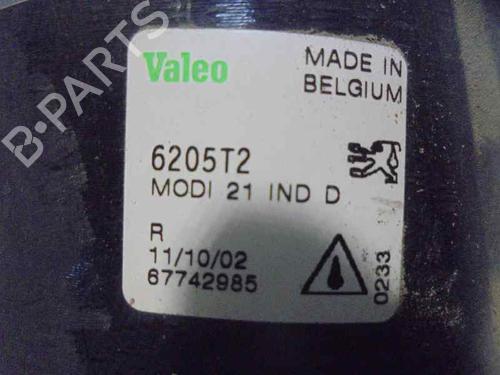 Valeo
MADE IN
BELGIUM
6205T2
MODI 21 IND D
R
11/10/02
67742985
0233
B-PARTS